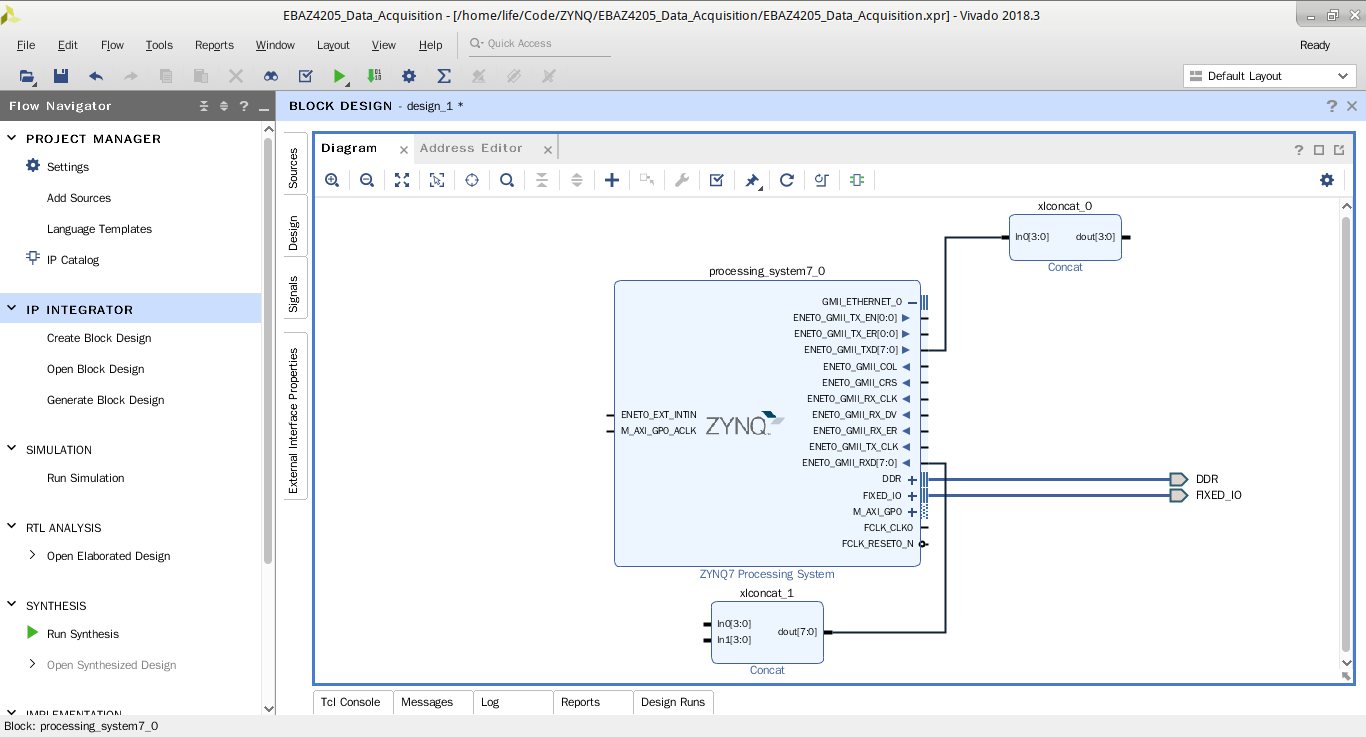 EBAZ4205_Data_Acquisition - [/home/life/Code/ZYNQ/EBAZ4205_Data_Acquisition/EBAZ4205_Data_Acquisition.xpr] - Vivado 2018.3
File Edit Flow Tools Reports Window Layout View Help Quick Access Ready
Default Layout
Flow Navigator
PROJECT MANAGER
Settings
Add Sources
Language Templates
IP Catalog
IP INTEGRATOR
Create Block Design
Open Block Design
Generate Block Design
SIMULATION
Run Simulation
RTL ANALYSIS
Open Elaborated Design
SYNTHESIS
Run Synthesis
Open Synthesized Design
IMPLEMENTATION
BLOCK DESIGN - design_1 *
Sources
Design
Signals
External Interface Properties
Diagram
Address Editor
xlconcat_0
In0[3:0] dout[3:0]
Concat
processing_system7_0
GMII_ETHERNET_0
ENET0_GMII_TX_EN[0:0]
ENET0_GMII_TX_ER[0:0]
ENET0_GMII_TXD[7:0]
ENET0_GMII_COL
ENET0_GMII_CRS
ENET0_GMII_RX_CLK
ENET0_GMII_RX_DV
ENET0_GMII_RX_ER
ENET0_GMII_TX_CLK
ENET0_GMII_RXD[7:0]
DDR
FIXED_IO
M_AXI_GP0
FCLK_CLK0
FCLK_RESET0_N
ENET0_EXT_INTIN
M_AXI_GP0_ACLK
ZYNQ
ZYNQ7 Processing System
DDR
FIXED_IO
xlconcat_1
In0[3:0]
In1[3:0]
dout[7:0]
Concat
Tcl Console Messages Log Reports Design Runs
Block: processing_system7_0